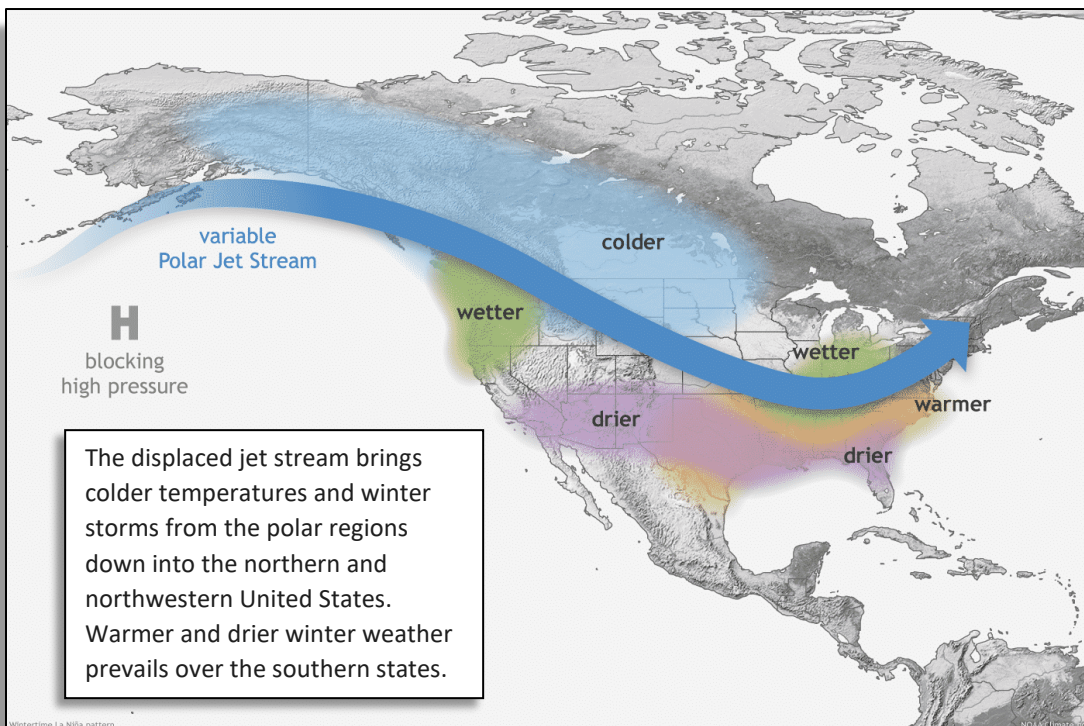 colder
variable
Polar Jet Stream
wetter
H
blocking
high pressure
wetter
warmer
drier
drier
The displaced jet stream brings
colder temperatures and winter
storms from the polar regions
down into the northern and
northwestern United States.
Warmer and drier winter weather
prevails over the southern states.
Wintertime La Niña pattern
NOAA Climate